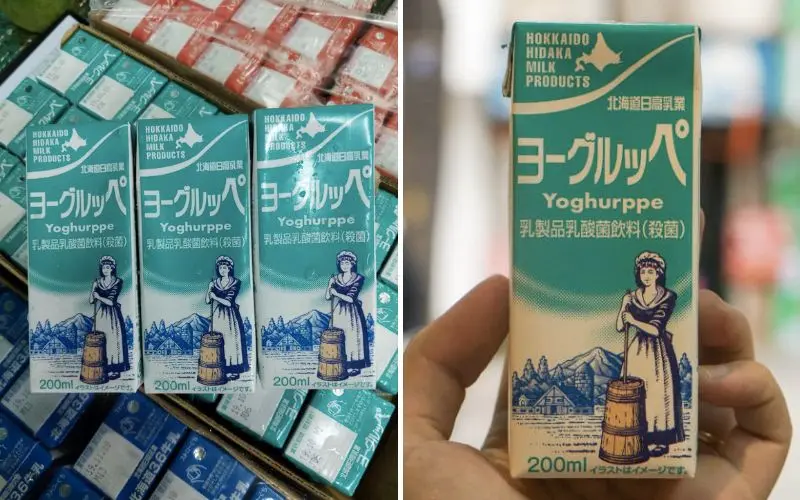 HOKKAIDO
HIDAKA
MILK
PRODUCTS
北海道日高乳業
ヨーグルッペ
Yoghurppe
乳製品乳酸菌飲料(殺菌)
200ml イラストはイメージです。
HOKKAIDO
HIDAKA
MILK
PRODUCTS
北海道日高乳業
ヨーグルッペ
Yoghurppe
乳製品乳酸菌飲料(殺菌)
200ml イラストはイメージです。
HOKKAIDO
HIDAKA
MILK
PRODUCTS
北海道日高乳業
ヨーグルッペ
Yoghurppe
乳製品乳酸菌飲料(殺菌)
200ml イラストはイメージです。
北海道3.6牛乳
HOKKAIDO
HIDAKA
MILK
PRODUCTS
北海道日高乳業
ヨーグルッペ
Yoghurppe
乳製品乳酸菌飲料(殺菌)
200ml イラストはイメージです。